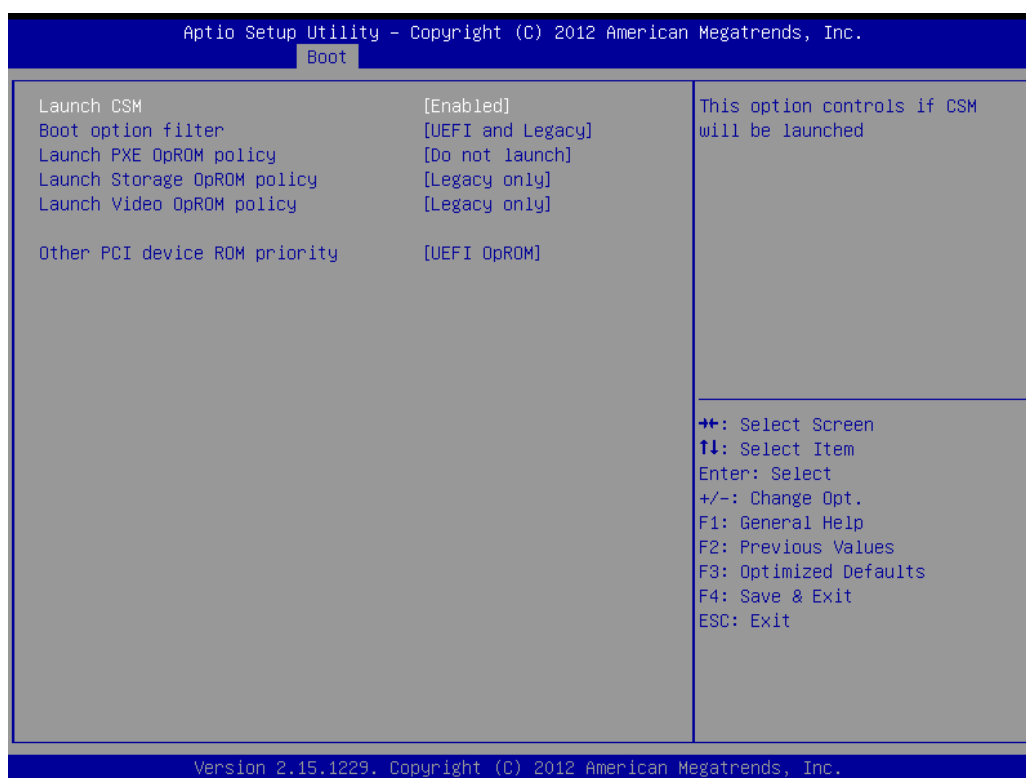 Aptio Setup Utility – Copyright (C) 2012 American Megatrends, Inc.
Boot
Launch CSM [Enabled]
Boot option filter [UEFI and Legacy]
Launch PXE OpROM policy [Do not launch]
Launch Storage OpROM policy [Legacy only]
Launch Video OpROM policy [Legacy only]
Other PCI device ROM priority [UEFI OpROM]
This option controls if CSM
will be launched
→←: Select Screen
↑↓: Select Item
Enter: Select
+/-: Change Opt.
F1: General Help
F2: Previous Values
F3: Optimized Defaults
F4: Save & Exit
ESC: Exit
Version 2.15.1229. Copyright (C) 2012 American Megatrends, Inc.